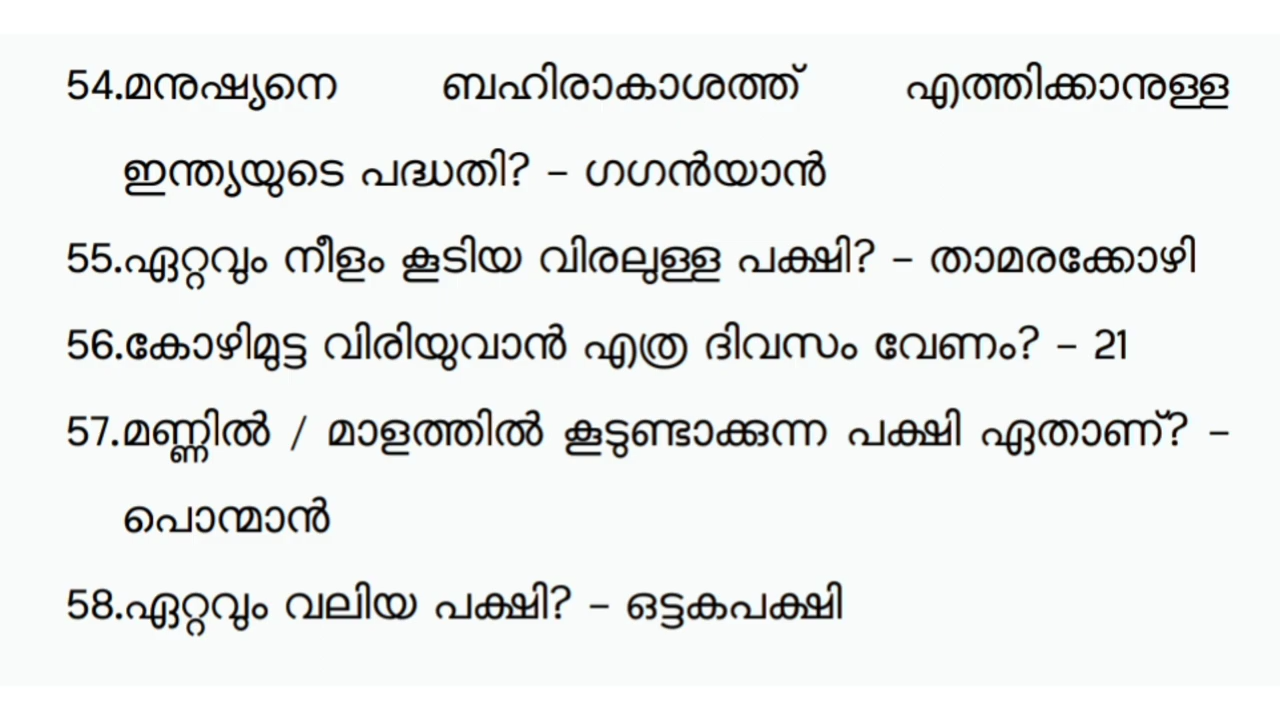 54.മനുഷ്യനെ ബഹിരാകാശത്ത് എത്തിക്കാനുള്ള
ഇന്ത്യയുടെ പദ്ധതി? – ഗഗൻയാൻ
55.ഏറ്റവും നീളം കൂടിയ വിരലുള്ള പക്ഷി? – താമരക്കോഴി
56.കോഴിമുട്ട വിരിയുവാൻ എത്ര ദിവസം വേണം? – 21
57.മണ്ണിൽ / മാളത്തിൽ കൂടുണ്ടാക്കുന്ന പക്ഷി ഏതാണ്? –
പൊന്മാൻ
58.ഏറ്റവും വലിയ പക്ഷി? – ഒട്ടകപക്ഷി